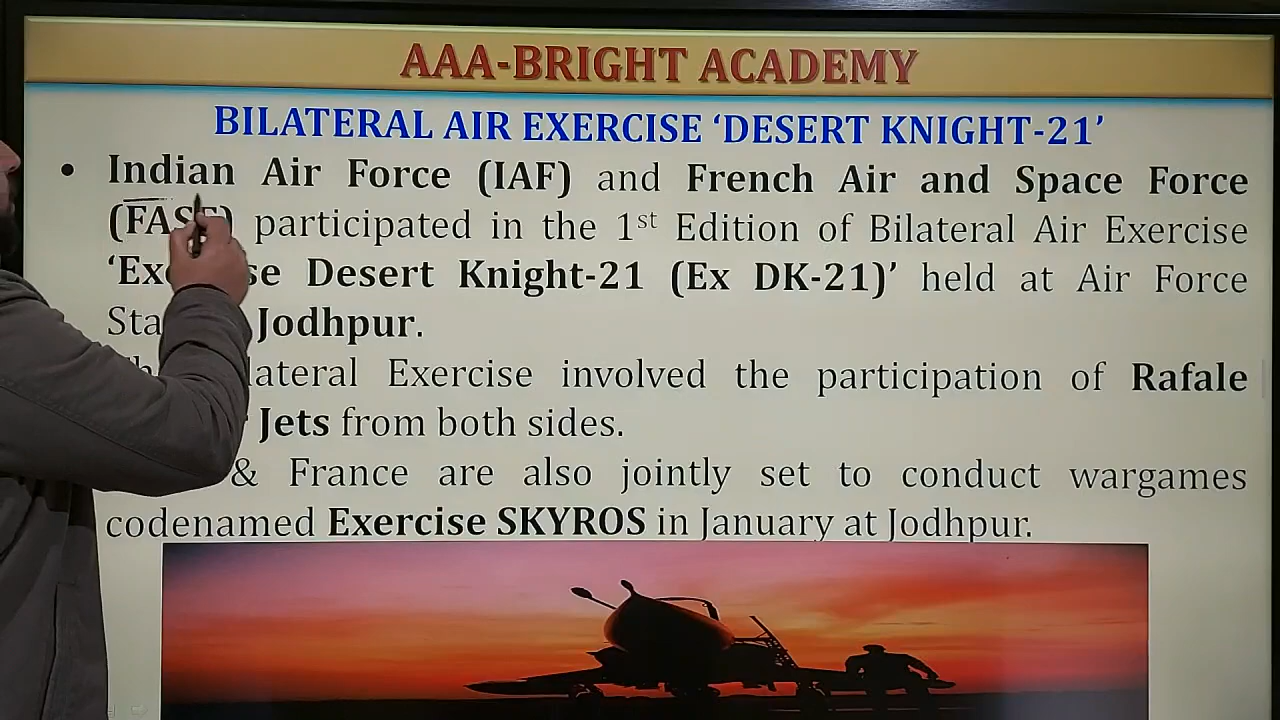 AAA-BRIGHT ACADEMY
BILATERAL AIR EXERCISE ‘DESERT KNIGHT-21’
• Indian Air Force (IAF) and French Air and Space Force
(FASF) participated in the 1st Edition of Bilateral Air Exercise
Desert Knight-21 (Ex DK-21)’ held at Air Force
Jodhpur.
Exercise involved the participation of Rafale
Jets from both sides.
& France are also jointly set to conduct wargames
codenamed Exercise SKYROS in January at Jodhpur.